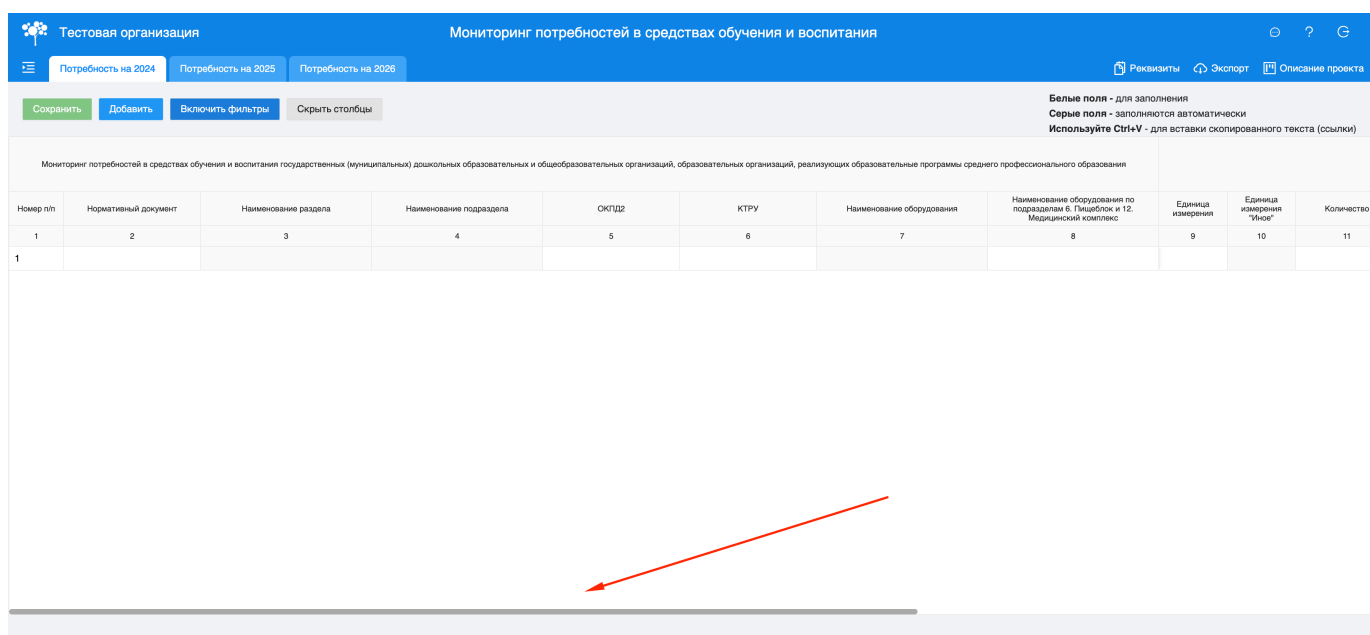 Тестовая организация
Мониторинг потребностей в средствах обучения и воспитания
?
Потребность на 2024
Потребность на 2025
Потребность на 2026
Реквизиты
Экспорт
Описание проекта
Сохранить
Добавить
Включить фильтры
Скрыть столбцы
Белые поля - для заполнения
Серые поля - заполняются автоматически
Используйте Ctrl+V - для вставки скопированного текста (ссылки)
Мониторинг потребностей в средствах обучения и воспитания государственных (муниципальных) дошкольных образовательных и общеобразовательных организаций, образовательных организаций, реализующих образовательные программы среднего профессионального образования
Номер п/п
Нормативный документ
Наименование раздела
Наименование подраздела
ОКПД2
КТРУ
Наименование оборудования
Наименование оборудования по
подразделам 6. Пищеблок и 12.
Медицинский комплекс
Единица
измерения
Единица
измерения
"Иное"
Количество
1
2
3
4
5
6
7
8
9
10
11
1